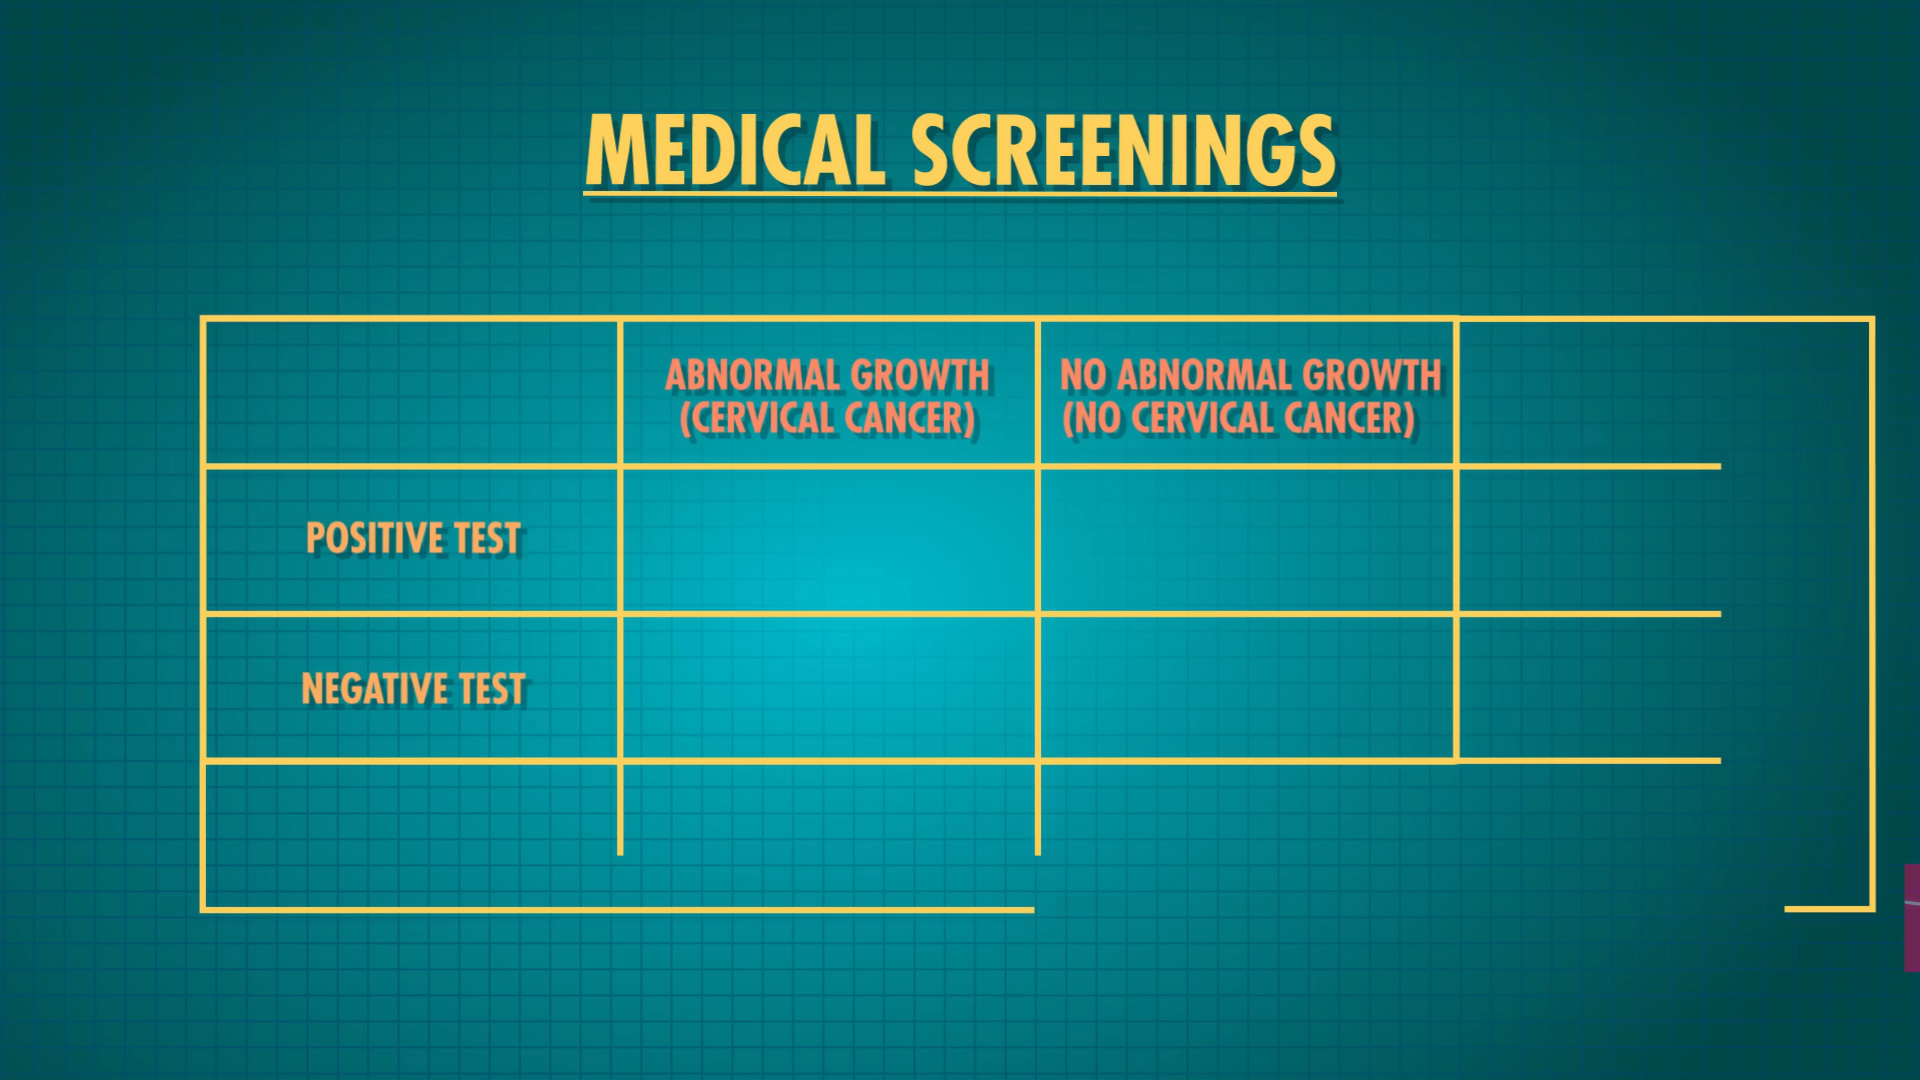 MEDICAL SCREENINGS
ABNORMAL GROWTH
(CERVICAL CANCER)
NO ABNORMAL GROWTH
(NO CERVICAL CANCER)
POSITIVE TEST
NEGATIVE TEST